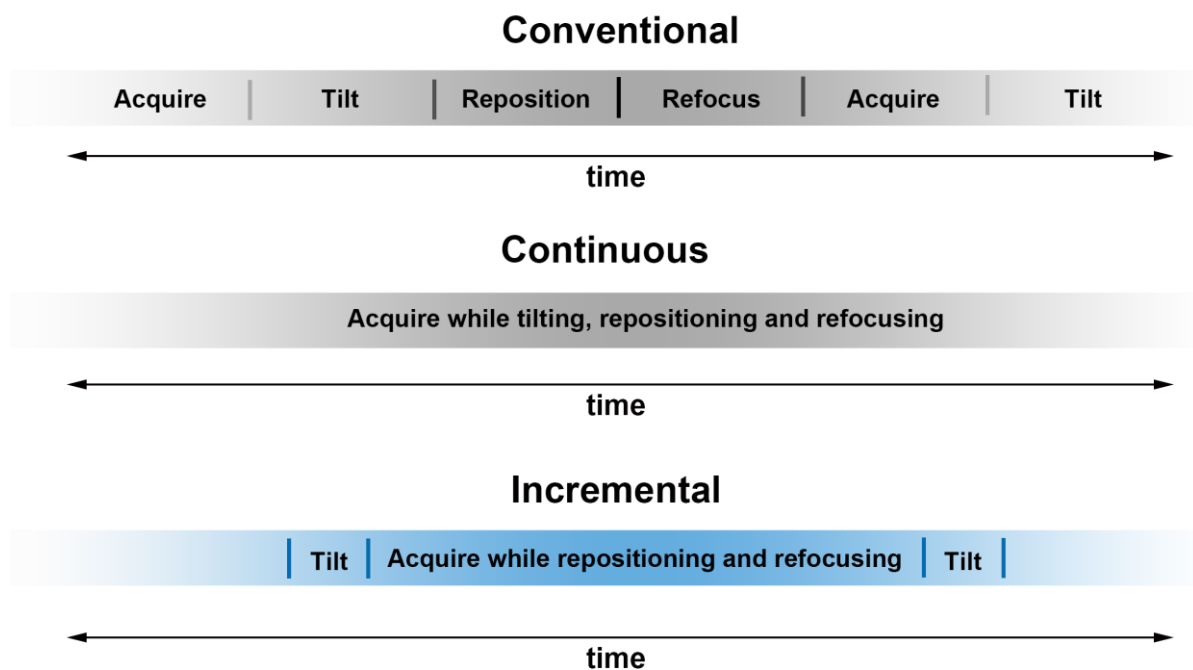 Conventional
Acquire Tilt Reposition Refocus Acquire Tilt
time
Continuous
Acquire while tilting, repositioning and refocusing
time
Incremental
Tilt Acquire while repositioning and refocusing Tilt
time